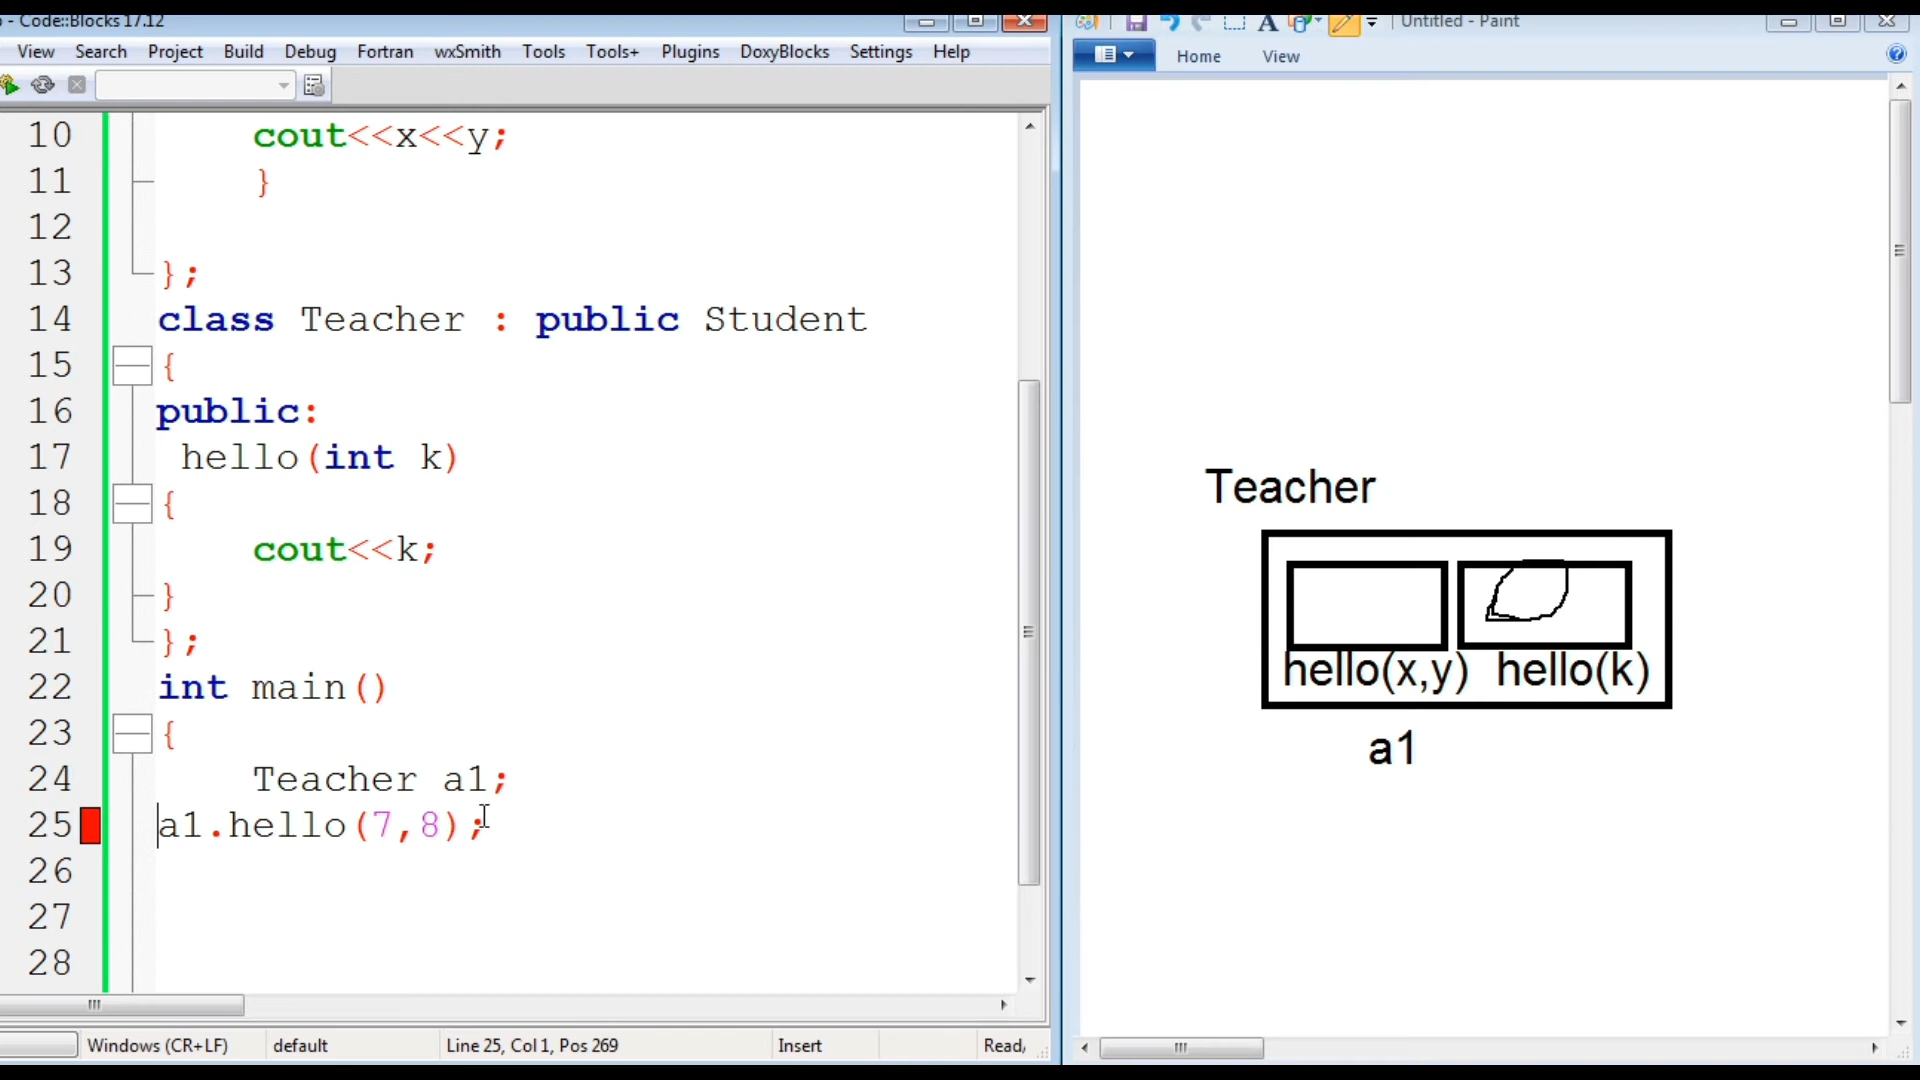 - Code::Blocks 17.12
View Search Project Build Debug Fortran wxSmith Tools Tools+ Plugins DoxyBlocks Settings Help
10 cout<<x<<y;
11 }
12
13 };
14 class Teacher : public Student
15 {
16 public:
17 hello(int k)
18 {
19 cout<<k;
20 }
21 };
22 int main()
23 {
24 Teacher a1;
25 a1.hello(7,8);
26
27
28
Windows (CR+LF) default Line 25, Col 1, Pos 269 Insert Read/
Untitled - Paint
Home View
Teacher
hello(x,y) hello(k)
a1